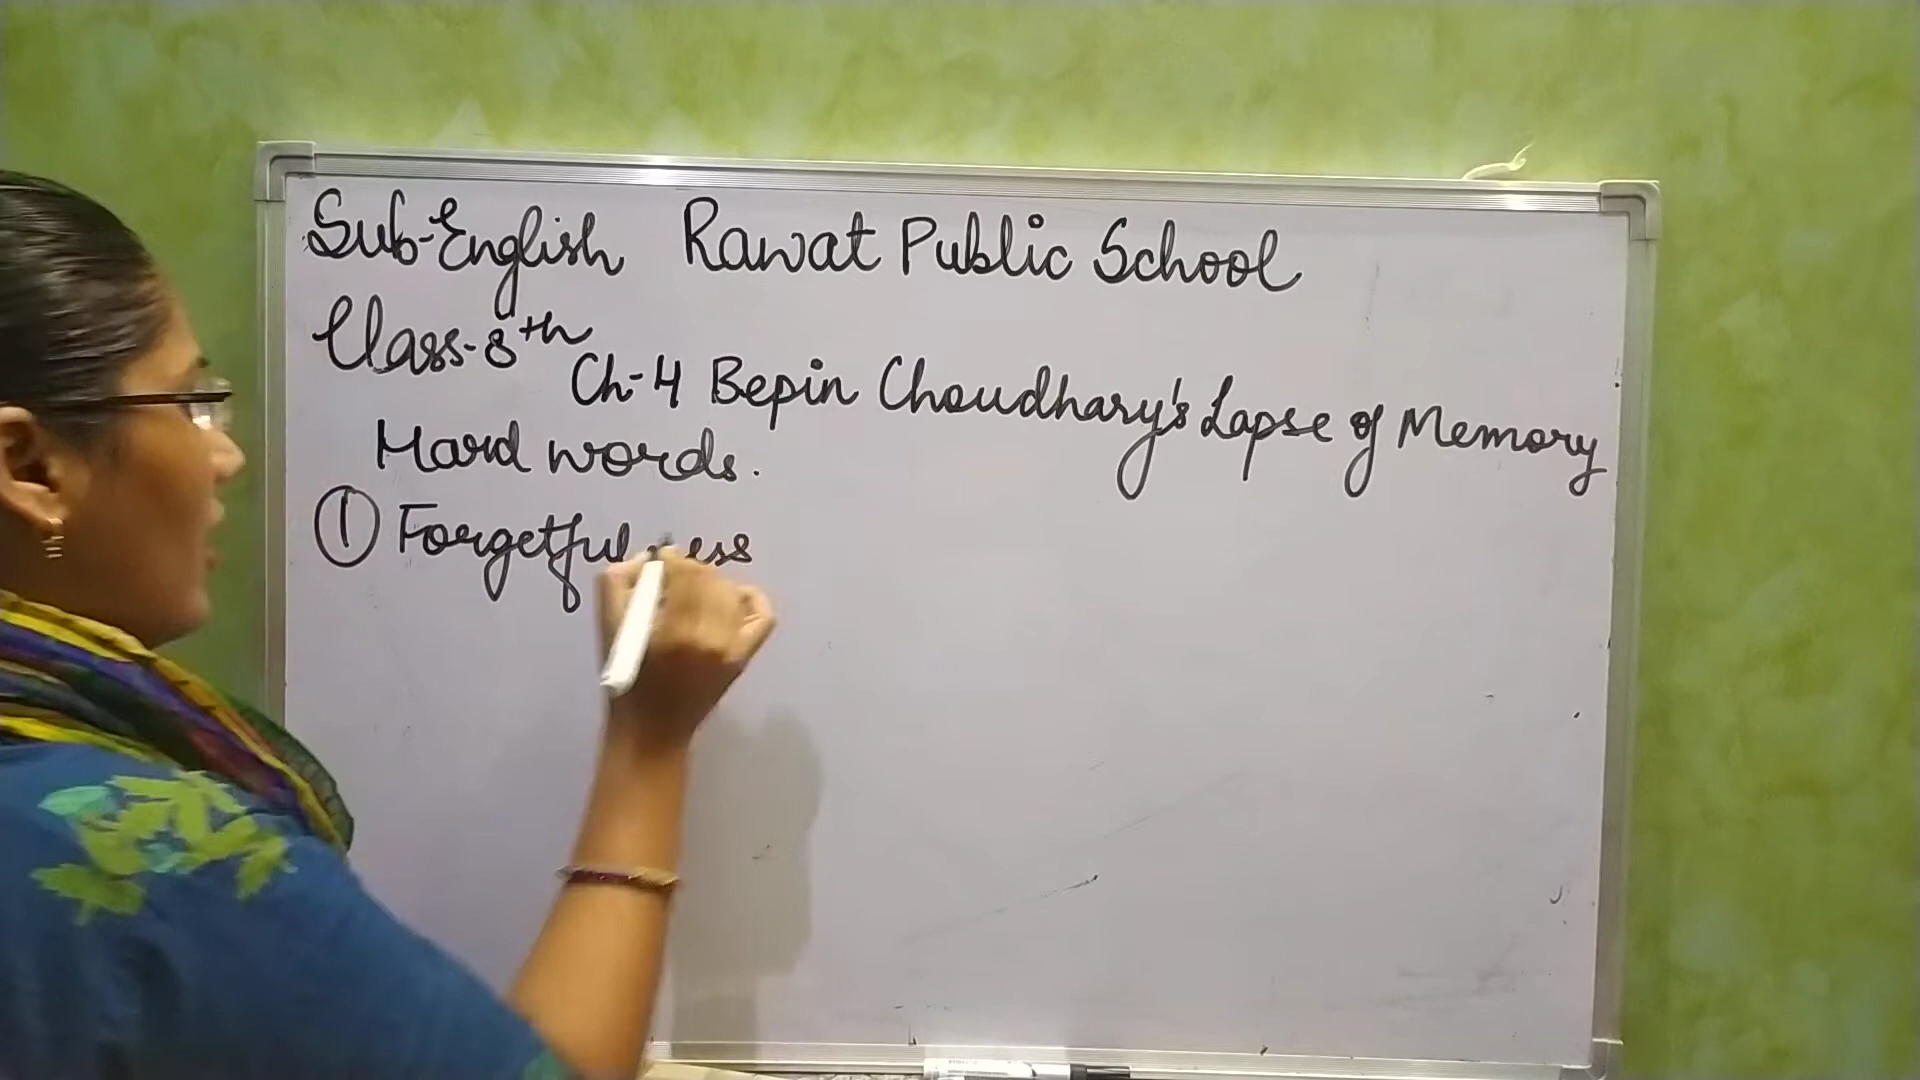 Sub-English Rawat Public School
Class-8th
Ch-4 Bepin Choudhary's Lapse of Memory
Hard words.
① Forgetfulness